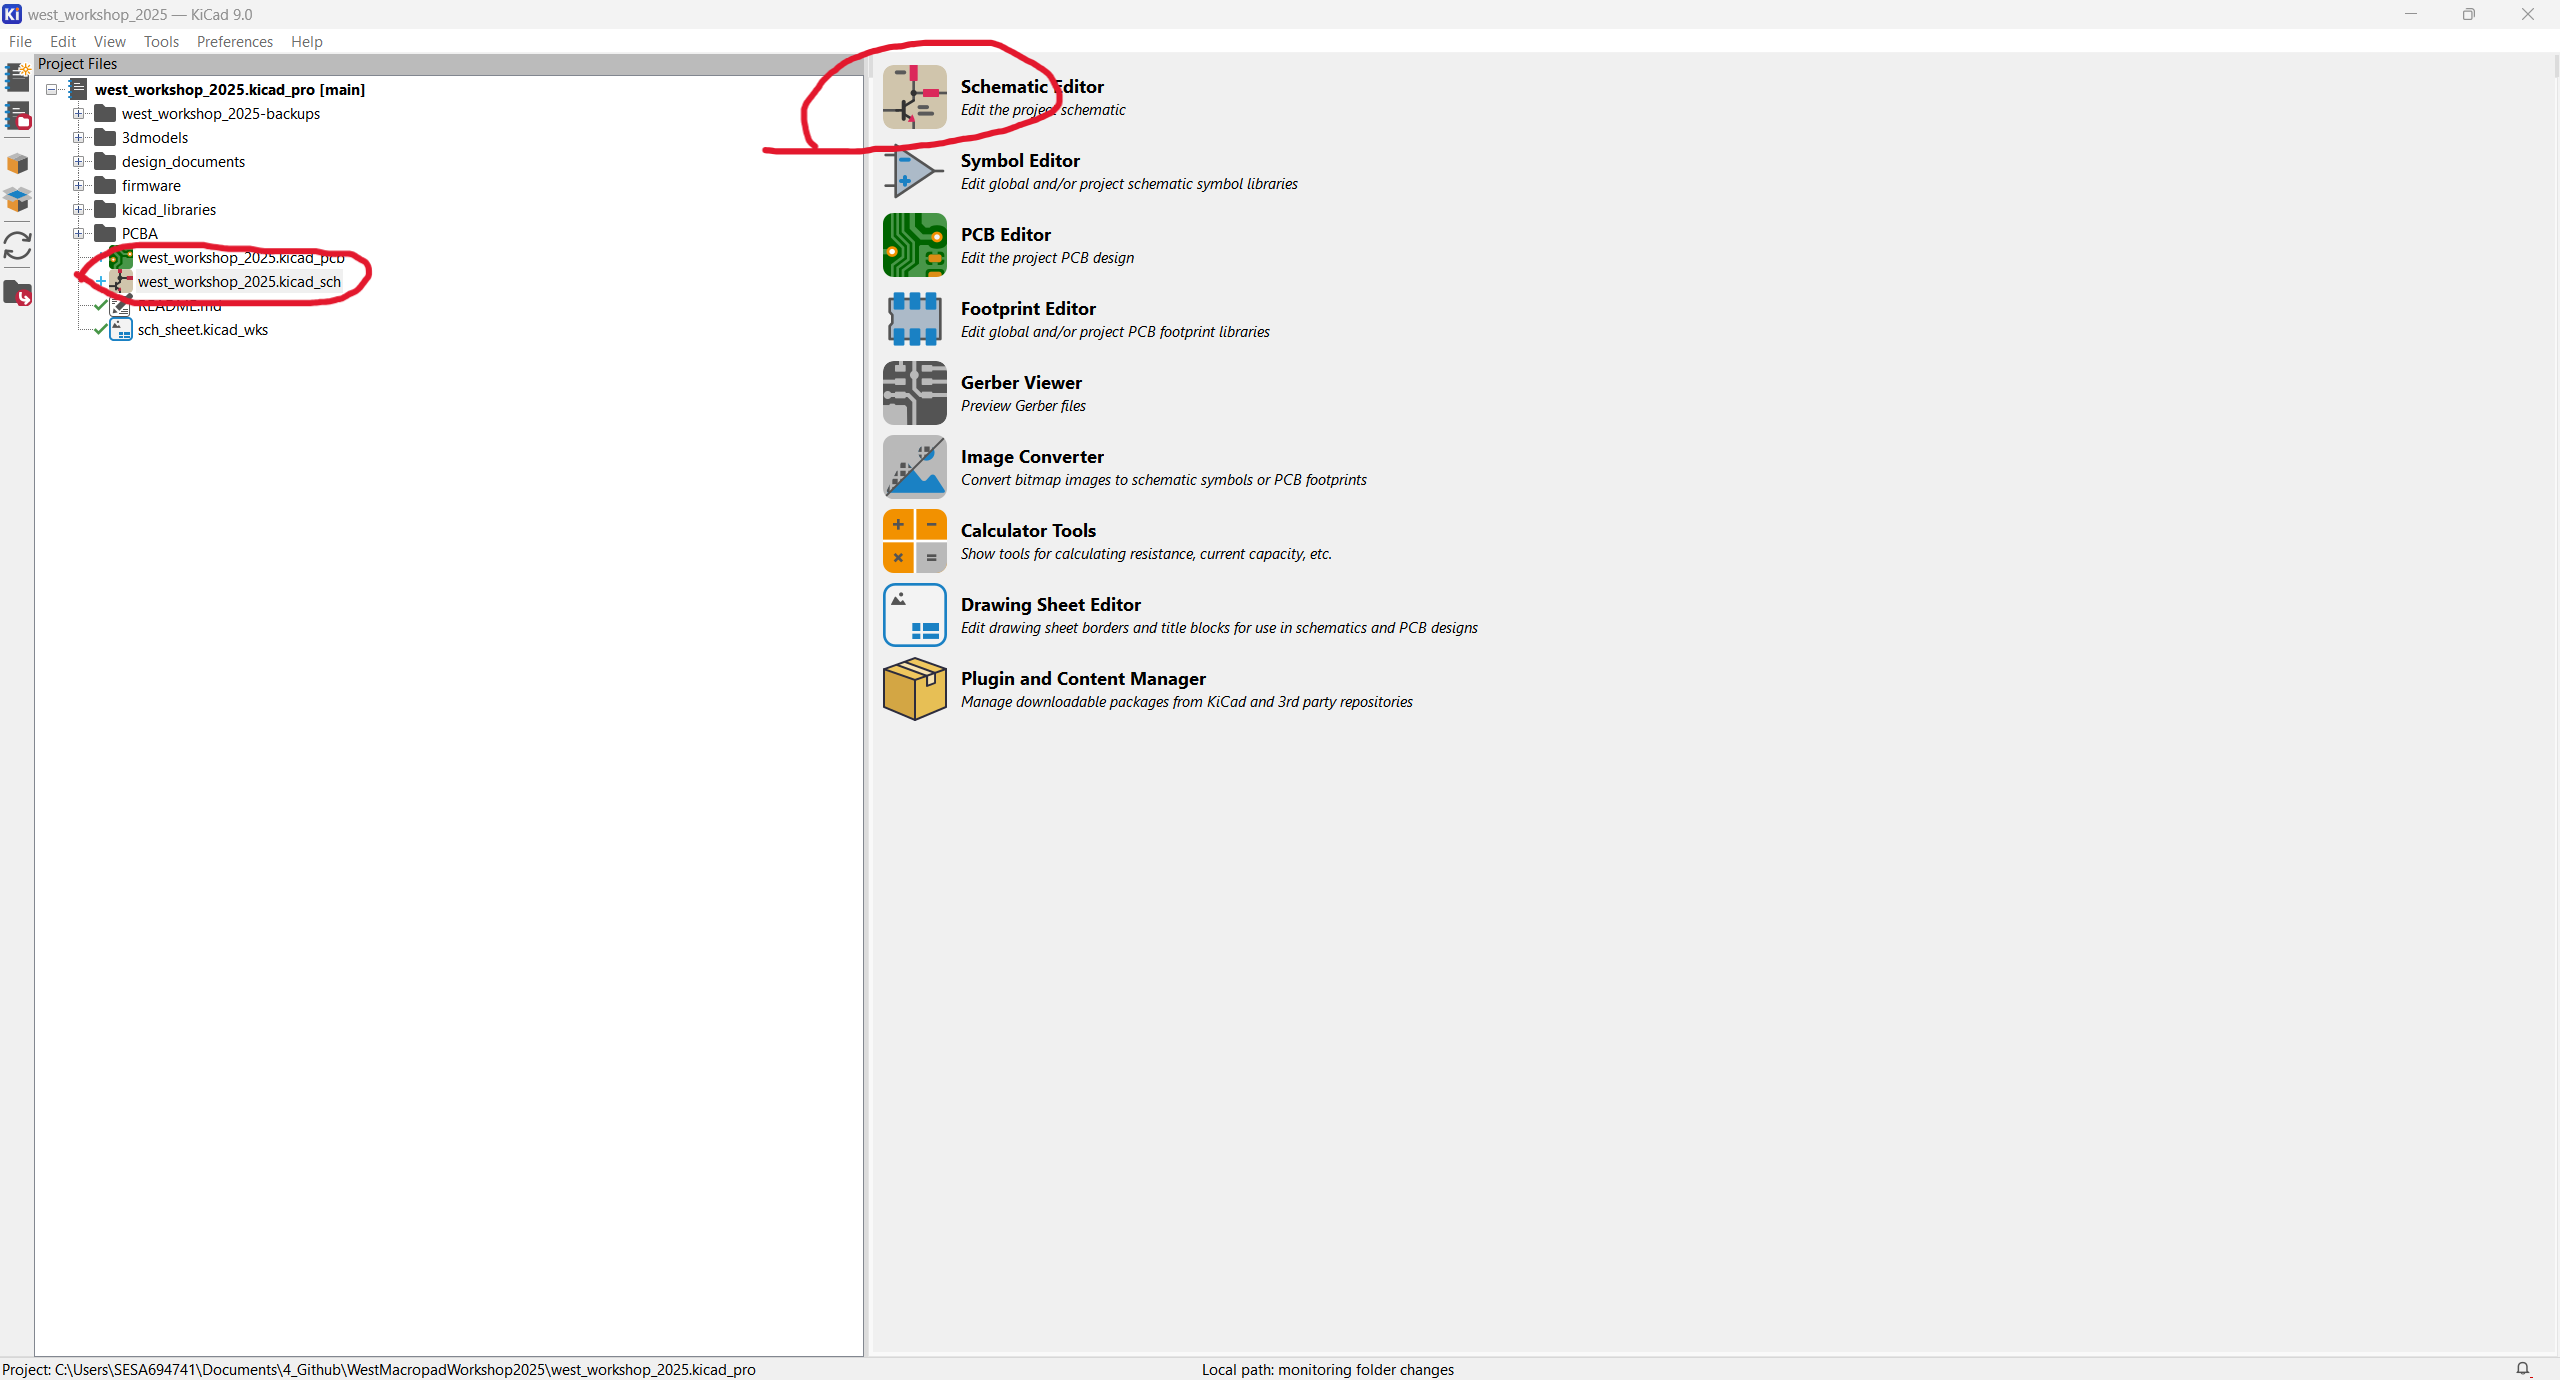 west_workshop_2025 — KiCad 9.0
File Edit View Tools Preferences Help
Project Files
west_workshop_2025.kicad_pro [main]
west_workshop_2025-backups
3dmodels
design_documents
firmware
kicad_libraries
PCBA
west_workshop_2025.kicad_pcb
west_workshop_2025.kicad_sch
README.md
sch_sheet.kicad_wks
Schematic Editor
Edit the project schematic
Symbol Editor
Edit global and/or project schematic symbol libraries
PCB Editor
Edit the project PCB design
Footprint Editor
Edit global and/or project PCB footprint libraries
Gerber Viewer
Preview Gerber files
Image Converter
Convert bitmap images to schematic symbols or PCB footprints
Calculator Tools
Show tools for calculating resistance, current capacity, etc.
Drawing Sheet Editor
Edit drawing sheet borders and title blocks for use in schematics and PCB designs
Plugin and Content Manager
Manage downloadable packages from KiCad and 3rd party repositories
Project: C:\Users\SESA694741\Documents\4_Github\WestMacropadWorkshop2025\west_workshop_2025.kicad_pro
Local path: monitoring folder changes